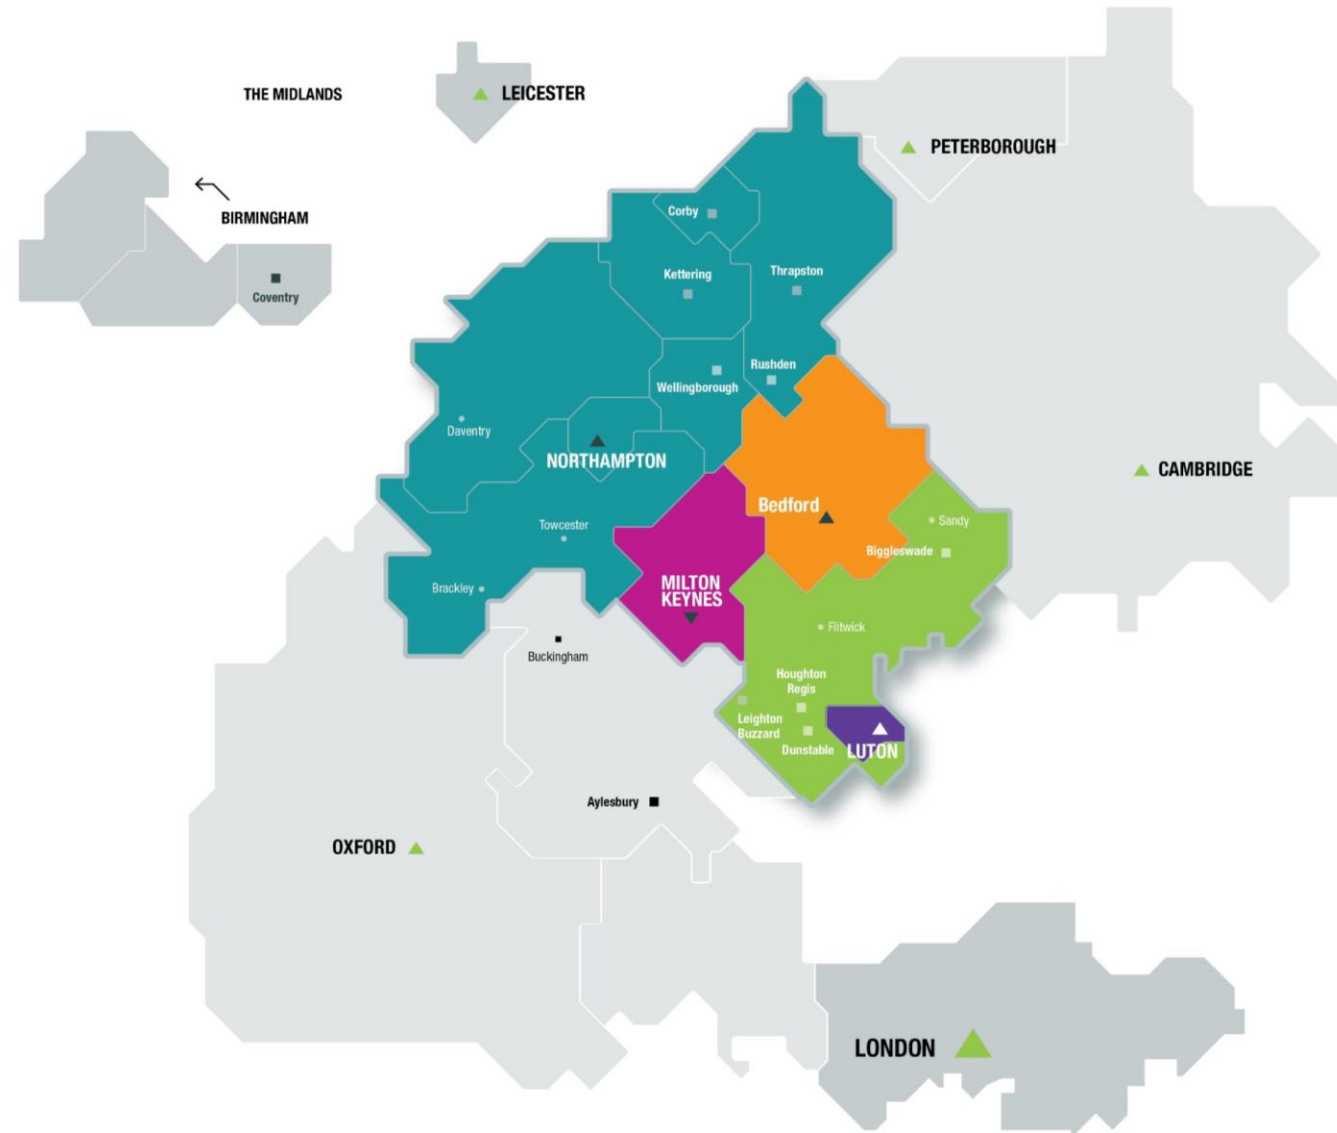 THE MIDLANDS
LEICESTER
PETERBOROUGH
BIRMINGHAM
Corby
Kettering
Thrapston
Coventry
Rushden
Wellingborough
Daventry
NORTHAMPTON
CAMBRIDGE
Bedford
Towcester
Sandy
Biggleswade
MILTON
KEYNES
Brackley
Flitwick
Buckingham
Houghton
Regis
Leighton
Buzzard
Dunstable
LUTON
Aylesbury
OXFORD
LONDON